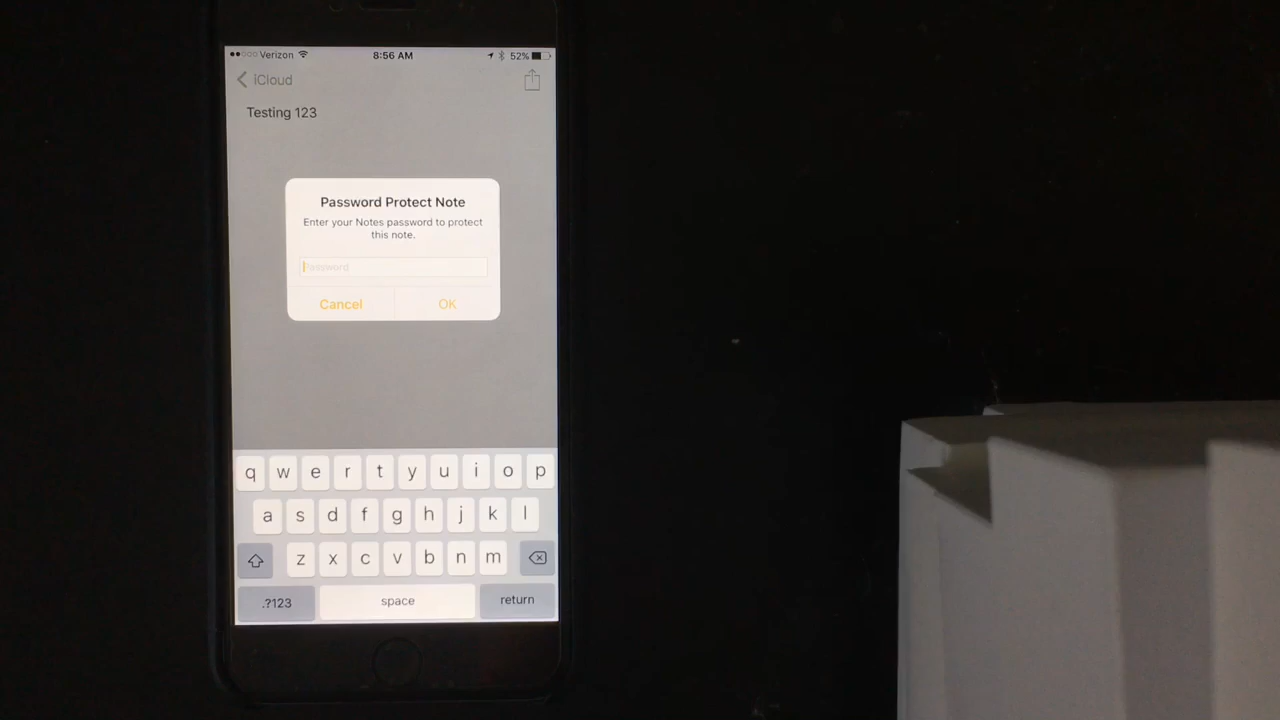 Verizon 8:56 AM 52%
iCloud
Testing 123
Password Protect Note
Enter your Notes password to protect
this note.
Password
Cancel OK
q w e r t y u i o p
a s d f g h j k l
z x c v b n m
.?123 space return